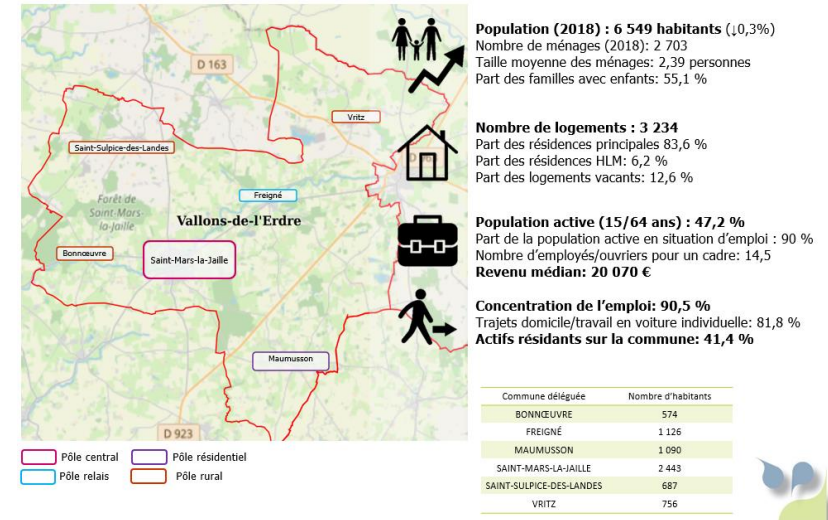 D 163
Vritz
Saint-Sulpice-des-Landes
Forêt de
Saint-Mars-
la-Jaille
Freigné
Vallons-de-l'Erdre
Bonnœuvre
Saint-Mars-la-Jaille
Maumusson
D 923
Pôle central
Pôle résidentiel
Pôle relais
Pôle rural
Population (2018) : 6 549 habitants (↓0,3%)
Nombre de ménages (2018): 2 703
Taille moyenne des ménages: 2,39 personnes
Part des familles avec enfants: 55,1 %
Nombre de logements : 3 234
Part des résidences principales 83,6 %
Part des résidences HLM: 6,2 %
Part des logements vacants: 12,6 %
Population active (15/64 ans) : 47,2 %
Part de la population active en situation d'emploi : 90 %
Nombre d'employés/ouvriers pour un cadre: 14,5
Revenu médian: 20 070 €
Concentration de l'emploi: 90,5 %
Trajets domicile/travail en voiture individuelle: 81,8 %
Actifs résidants sur la commune: 41,4 %
Commune déléguée Nombre d'habitants
BONNŒUVRE 574
FREIGNÉ 1 126
MAUMUSSON 1 090
SAINT-MARS-LA-JAILLE 2 443
SAINT-SULPICE-DES-LANDES 687
VRITZ 756